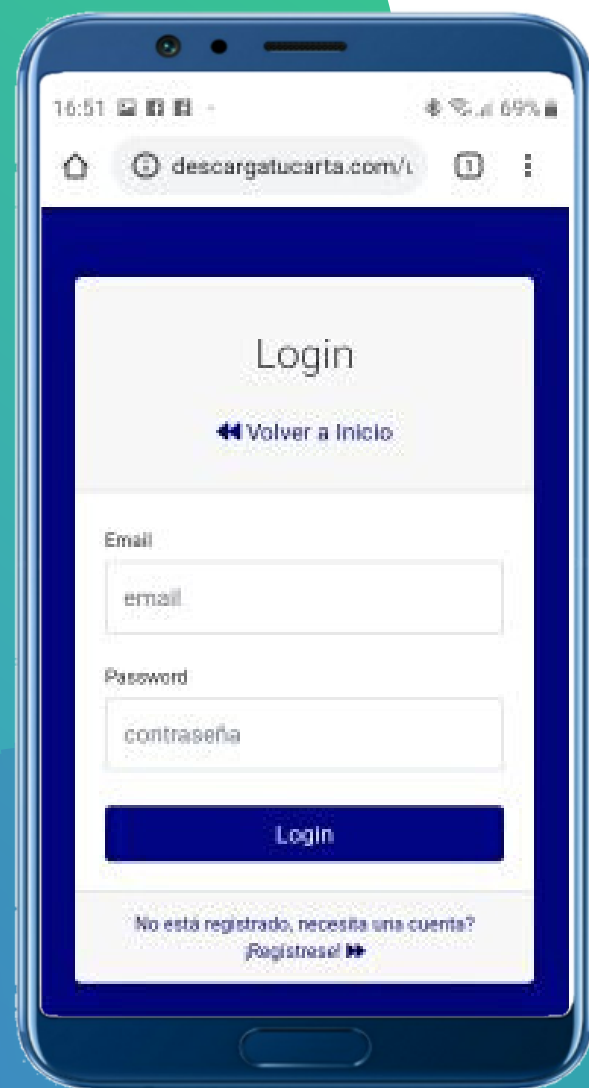 16:51
69%
descargatucarta.com/u
1
Login
Volver a Inicio
Email
email
Password
contraseña
Login
No está registrado, necesita una cuenta?
¡Regístrese!